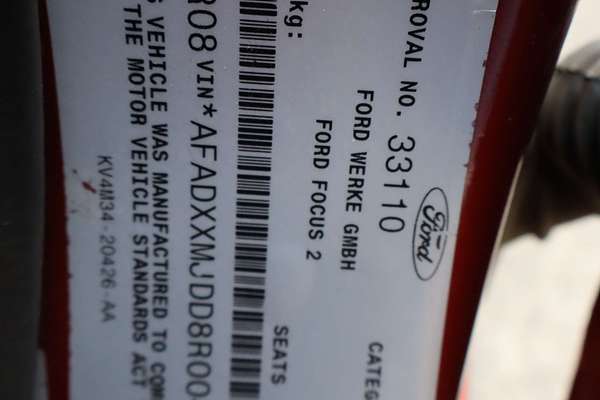 ROVAL NO. 33110 Ford
CATEG
FORD WERKE GMBH
FORD FOCUS 2
kg:
SEATS
R08 VIN*AFADXXMJDD8R00
S VEHICLE WAS MANUFACTURED TO COM
THE MOTOR VEHICLE STANDARDS ACT
KV4M34-20426-AA